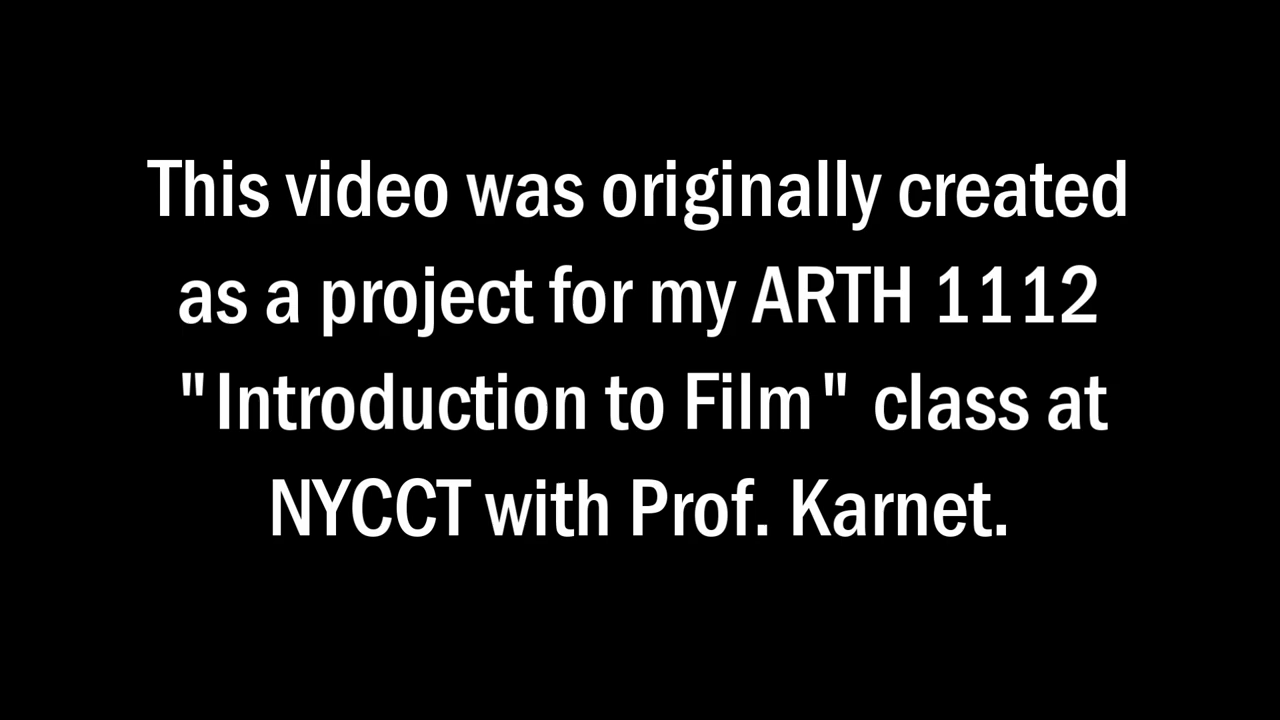 This video was originally created
as a project for my ARTH 1112
"Introduction to Film" class at
NYCCT with Prof. Karnet.